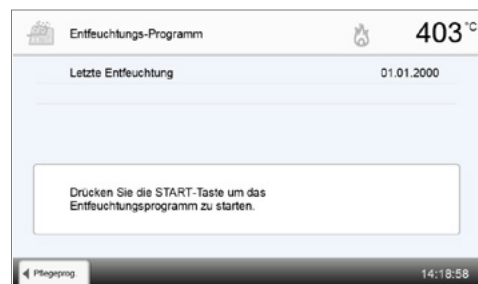 Entfeuchtungs-Programm
403 °C
Letzte Entfeuchtung 01.01.2000
Drücken Sie die START-Taste um das
Entfeuchtungsprogramm zu starten.
Pflegeprog. 14:18:58